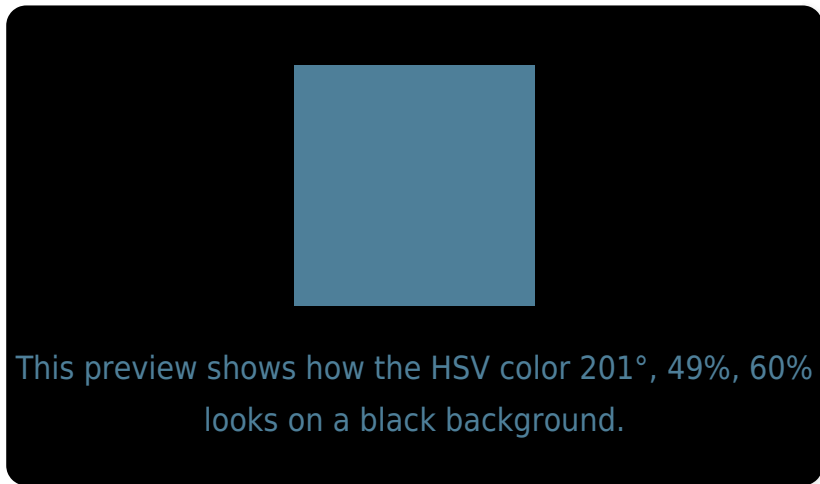 This preview shows how the HSV color 201°, 49%, 60%
looks on a black background.